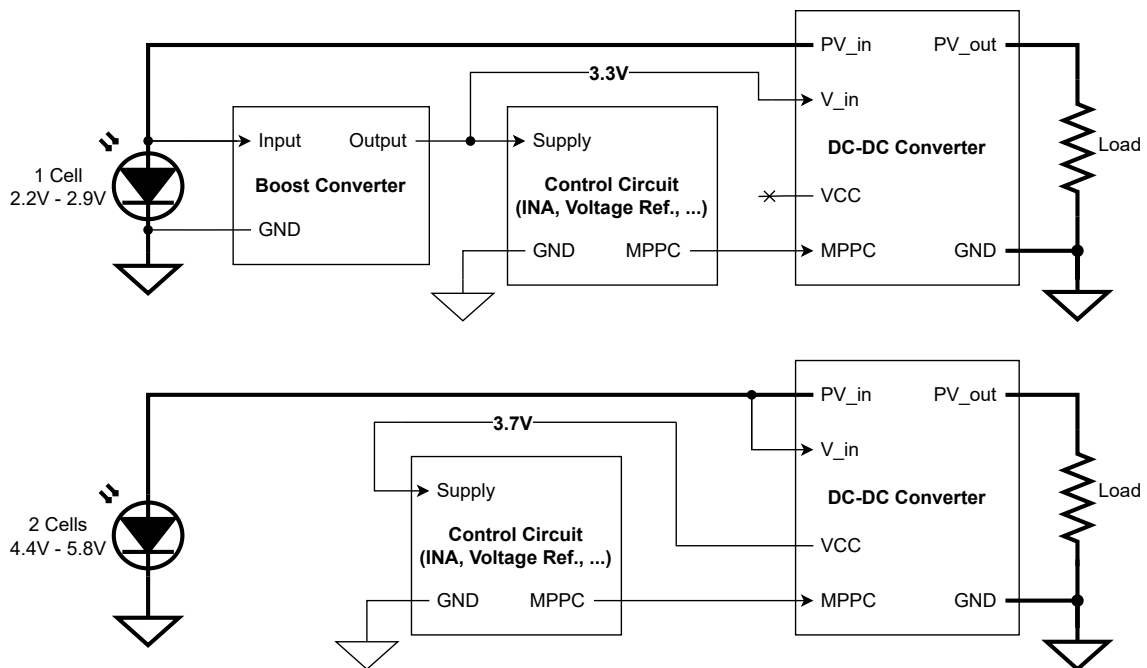 PV_in
PV_out
3.3V
V_in
Input
Output
Supply
DC-DC Converter
Load
1 Cell
2.2V - 2.9V
Boost Converter
Control Circuit
(INA, Voltage Ref., ...)
VCC
GND
GND
MPPC
MPPC
GND
PV_in
PV_out
3.7V
V_in
Supply
DC-DC Converter
Load
2 Cells
4.4V - 5.8V
Control Circuit
(INA, Voltage Ref., ...)
VCC
GND
MPPC
MPPC
GND